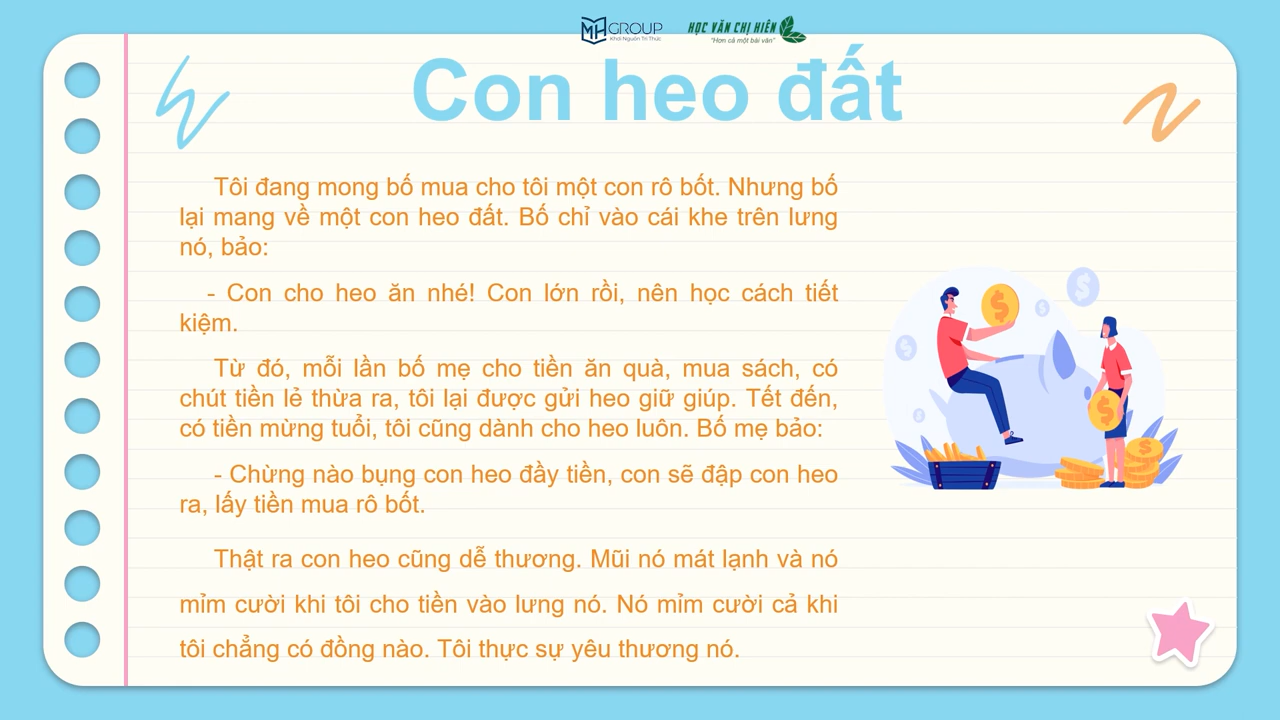 MH GROUP
Khơi Nguồn Tri Thức
HỌC VĂN CHỊ HIÊN
"Hơn cả một bài văn"
Con heo đất
Tôi đang mong bố mua cho tôi một con rô bốt. Nhưng bố
lại mang về một con heo đất. Bố chỉ vào cái khe trên lưng
nó, bảo:
- Con cho heo ăn nhé! Con lớn rồi, nên học cách tiết
kiệm.
Từ đó, mỗi lần bố mẹ cho tiền ăn quà, mua sách, có
chút tiền lẻ thừa ra, tôi lại được gửi heo giữ giúp. Tết đến,
có tiền mừng tuổi, tôi cũng dành cho heo luôn. Bố mẹ bảo:
- Chừng nào bụng con heo đầy tiền, con sẽ đập con heo
ra, lấy tiền mua rô bốt.
Thật ra con heo cũng dễ thương. Mũi nó mát lạnh và nó
mỉm cười khi tôi cho tiền vào lưng nó. Nó mỉm cười cả khi
tôi chẳng có đồng nào. Tôi thực sự yêu thương nó.